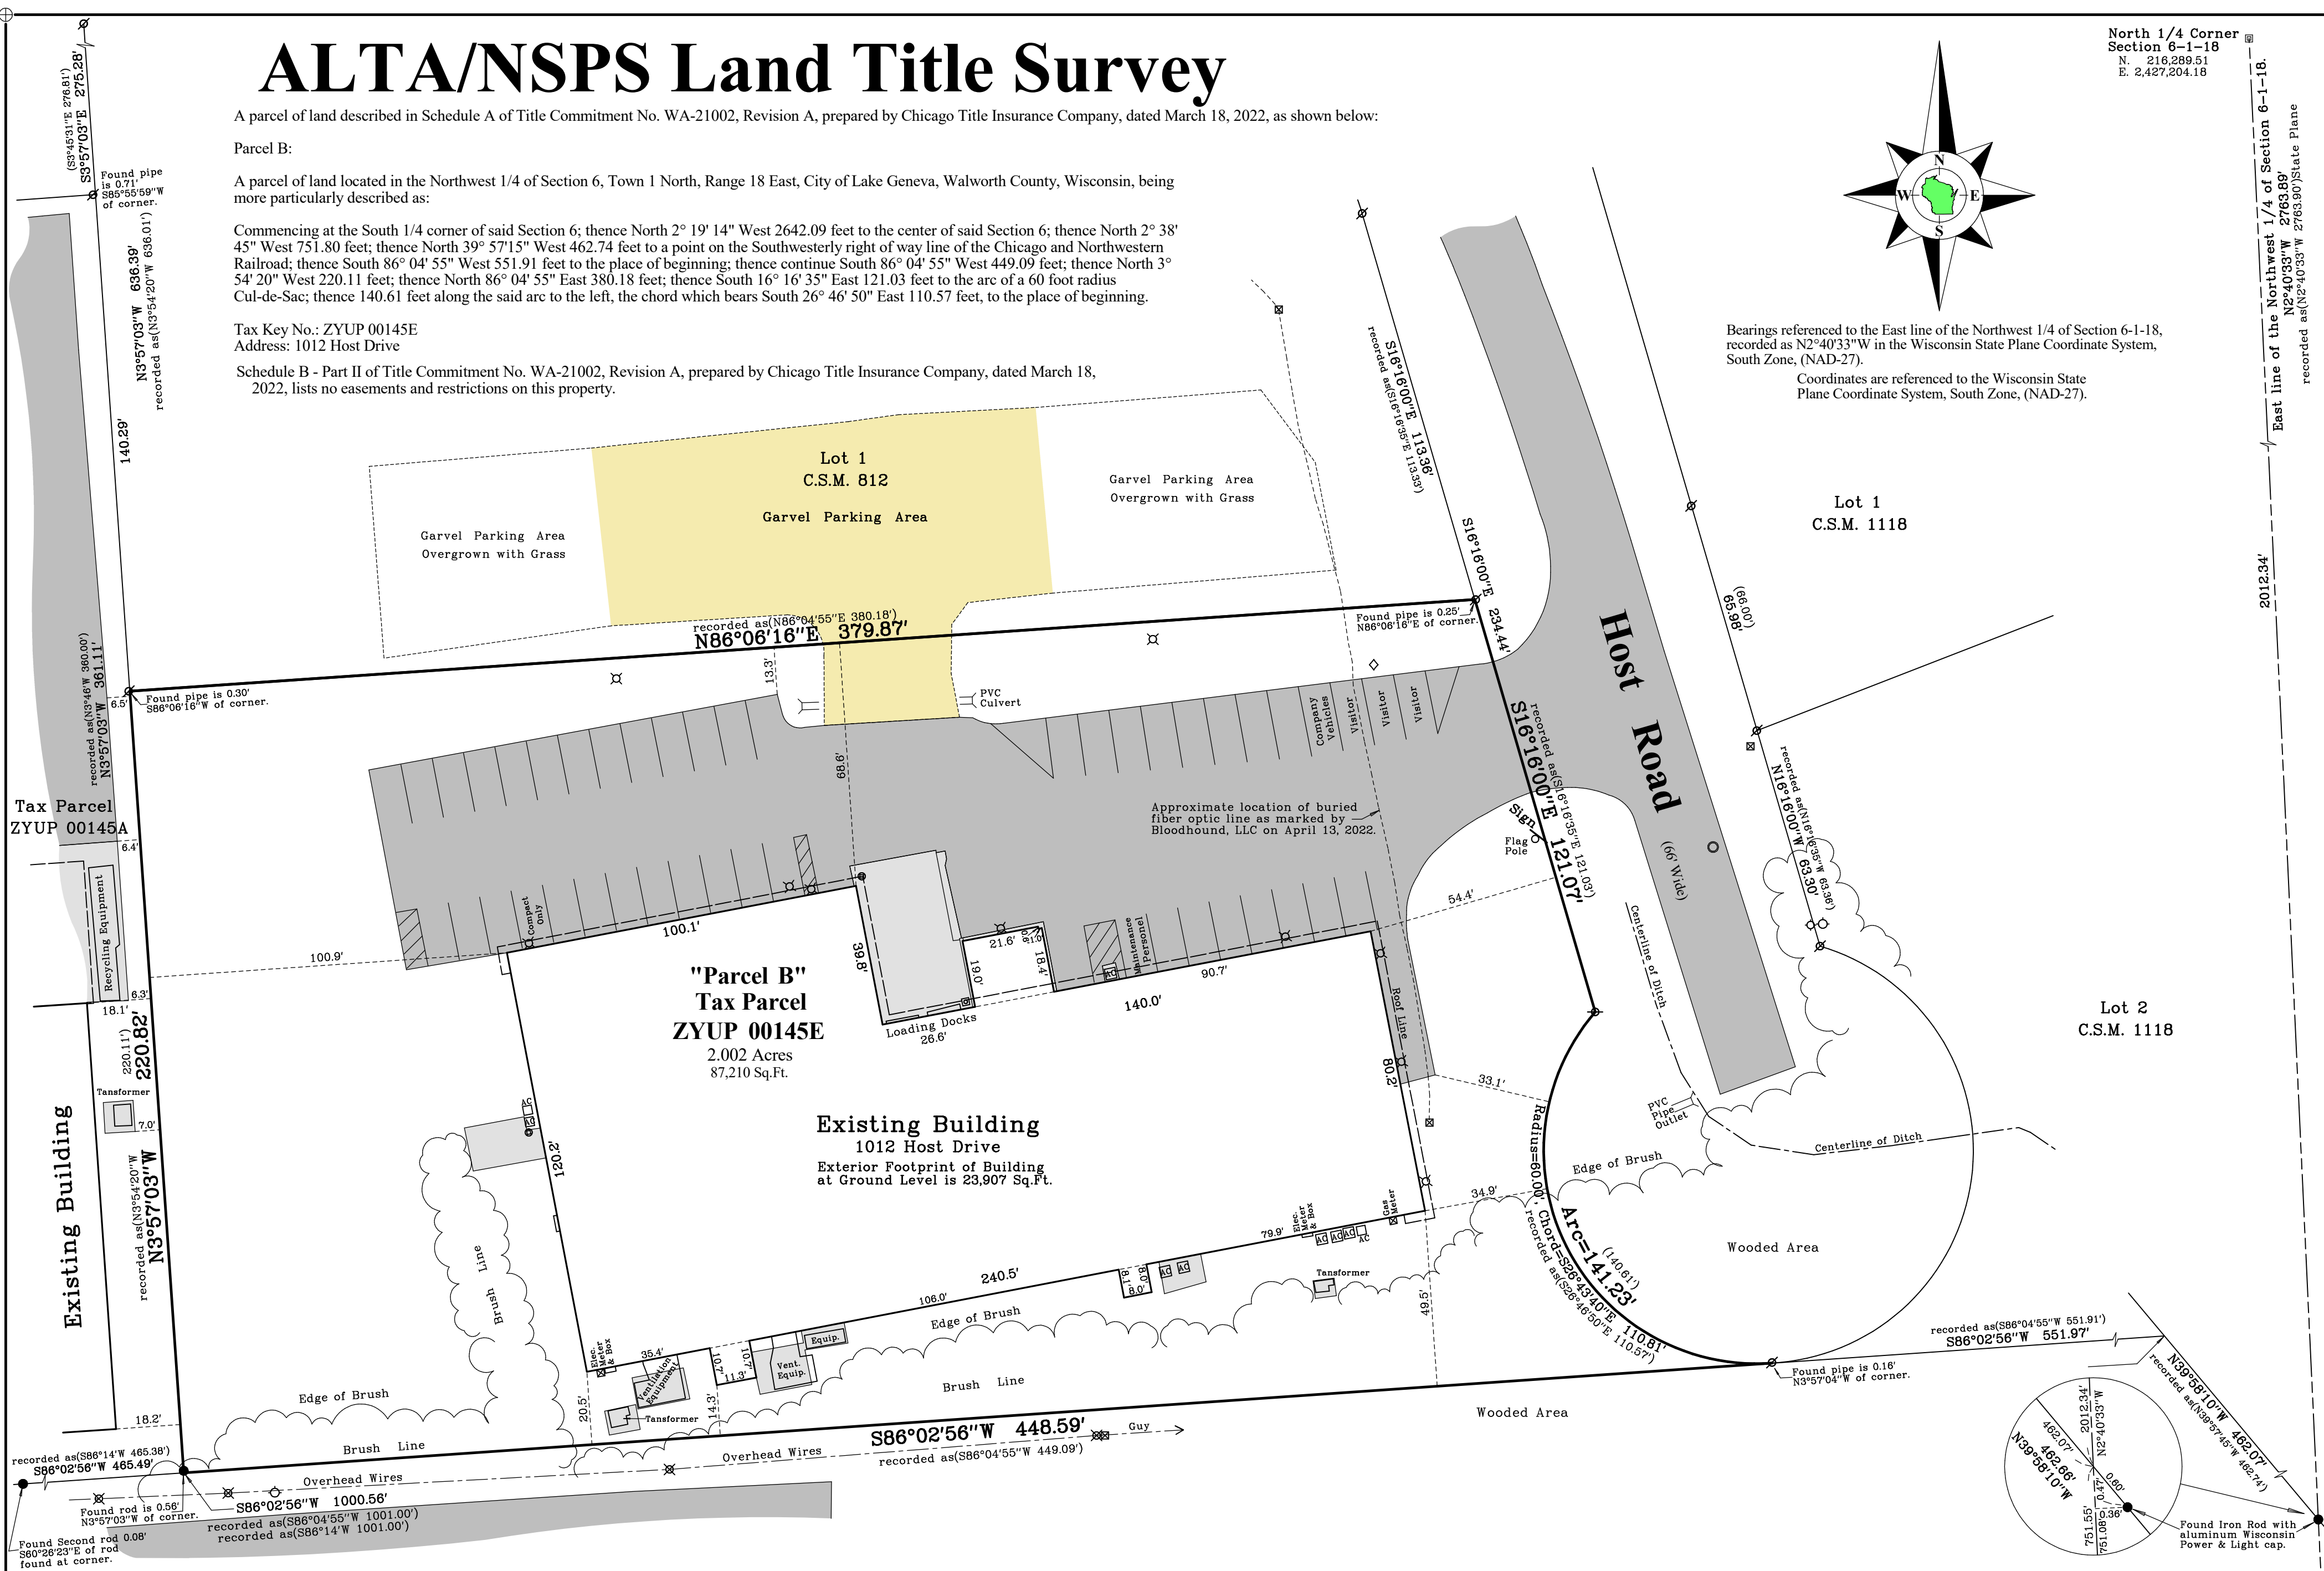 ALTA/NSPS Land Title Survey
A parcel of land described in Schedule A of Title Commitment No. WA-21002, Revision A, prepared by Chicago Title Insurance Company, dated March 18, 2022, as shown below:
Parcel B:
A parcel of land located in the Northwest 1/4 of Section 6, Town 1 North, Range 18 East, City of Lake Geneva, Walworth County, Wisconsin, being
more particularly described as:
Commencing at the South 1/4 corner of said Section 6; thence North 2° 19' 14" West 2642.09 feet to the center of said Section 6; thence North 2° 38'
45" West 751.80 feet; thence North 39° 57'15" West 462.74 feet to a point on the Southwesterly right of way line of the Chicago and Northwestern
Railroad; thence South 86° 04' 55" West 551.91 feet to the place of beginning; thence continue South 86° 04' 55" West 449.09 feet; thence North 3°
54' 20" West 220.11 feet; thence North 86° 04' 55" East 380.18 feet; thence South 16° 16' 35" East 121.03 feet to the arc of a 60 foot radius
Cul-de-Sac; thence 140.61 feet along the said arc to the left, the chord which bears South 26° 46' 50" East 110.57 feet, to the place of beginning.
Tax Key No.: ZYUP 00145E
Address: 1012 Host Drive
Schedule B - Part II of Title Commitment No. WA-21002, Revision A, prepared by Chicago Title Insurance Company, dated March 18,
2022, lists no easements and restrictions on this property.
North 1/4 Corner
Section 6-1-18
N. 216,289.51
E. 2,427,204.18
N
W E
S
Bearings referenced to the East line of the Northwest 1/4 of Section 6-1-18,
recorded as N2°40'33"W in the Wisconsin State Plane Coordinate System,
South Zone, (NAD-27).
Coordinates are referenced to the Wisconsin State
Plane Coordinate System, South Zone, (NAD-27).
East line of the Northwest 1/4 of Section 6-1-18.
N2°40'33"W 2763.89'
recorded as(N2°40'33"W 2763.90')State Plane
2012.34'
(S3°45'31"E 276.81')
S3°57'03"E 275.28'
Found pipe
is 0.71'
S85°55'59"W
of corner.
N3°57'03"W 636.39'
recorded as(N3°54'20"W 636.01')
140.29'
recorded as(N3°46'W 360.00')
N3°57'03"W 361.11'
Lot 1
C.S.M. 812
Garvel Parking Area
Garvel Parking Area
Overgrown with Grass
Garvel Parking Area
Overgrown with Grass
S16°16'00"E 113.36'
recorded as(S16°16'35"E 113.33')
S16°16'00"E 234.44'
Lot 1
C.S.M. 1118
(66.00')
65.98'
recorded as(N86°04'55"E 380.18')
N86°06'16"E 379.87'
Found pipe is 0.25'
N86°06'16"E of corner.
Found pipe is 0.30'
S86°06'16"W of corner.
6.5'
13.3'
PVC
Culvert
68.6'
Company
Vehicles
Visitor
Visitor
Visitor
Host Road
(66' Wide)
recorded as(S16°16'35"E 121.03')
S16°16'00"E 121.07'
recorded as(N16°16'35"W 63.36')
N16°16'00"W 63.30'
Approximate location of buried
fiber optic line as marked by
Bloodhound, LLC on April 13, 2022.
Sign
Flag
Pole
Tax Parcel
ZYUP 00145A
6.4'
Recycling Equipment
6.3'
18.1'
100.9'
Compact
Only
100.1'
39.8'
21.6'
21.0'
19.0'
18.4'
AC
Maintenance
Personel
90.7'
140.0'
54.4'
Loading Docks
26.6'
Roof Line
80.2'
33.1'
Centerline of Ditch
Lot 2
C.S.M. 1118
"Parcel B"
Tax Parcel
ZYUP 00145E
2.002 Acres
87,210 Sq.Ft.
(220.11')
220.82'
Tansformer
7.0'
Existing Building
recorded as(N3°54'20"W
N3°57'03"W
AC
AC
120.2'
Existing Building
1012 Host Drive
Exterior Footprint of Building
at Ground Level is 23,907 Sq.Ft.
PVC
Pipe
Outlet
Centerline of Ditch
Edge of Brush
34.9'
Radius=60.00', Chord=S26°43'40"E 110.81'
recorded as(S26°46'50"E 110.57')
Arc=141.23'
(140.61')
Wooded Area
Brush Line
79.9'
Elec.
Meter
& Box
AC AC AC AC
Gas
Meter
Tansformer
49.5'
240.5'
106.0'
8.1'
8.0'
8.0'
AC AC
Edge of Brush
Equip.
Vent.
Equip.
Elec.
Meter
& Box
35.4'
Ventilation
Equipment
10.7'
10.7'
11.3'
20.5'
14.3'
Tansformer
Brush Line
Edge of Brush
18.2'
Brush Line
recorded as(S86°14'W 465.38')
S86°02'56"W 465.49'
Overhead Wires
Overhead Wires
S86°02'56"W 448.59'
recorded as(S86°04'55"W 449.09')
Guy
Wooded Area
Found rod is 0.56'
N3°57'03"W of corner.
S86°02'56"W 1000.56'
recorded as(S86°04'55"W 1001.00')
recorded as(S86°14'W 1001.00')
Found Second rod 0.08'
S60°26'23"E of rod
found at corner.
Found pipe is 0.16'
N3°57'04"W of corner.
recorded as(S86°04'55"W 551.91')
S86°02'56"W 551.97'
N39°58'10"W 462.07'
recorded as(N39°57'45"W 462.74')
2012.34'
N2°40'33"W
462.07'
462.66'
N39°58'10"W
0.60'
0.47'
0.36'
751.55'
751.08'
Found Iron Rod with
aluminum Wisconsin
Power & Light cap.